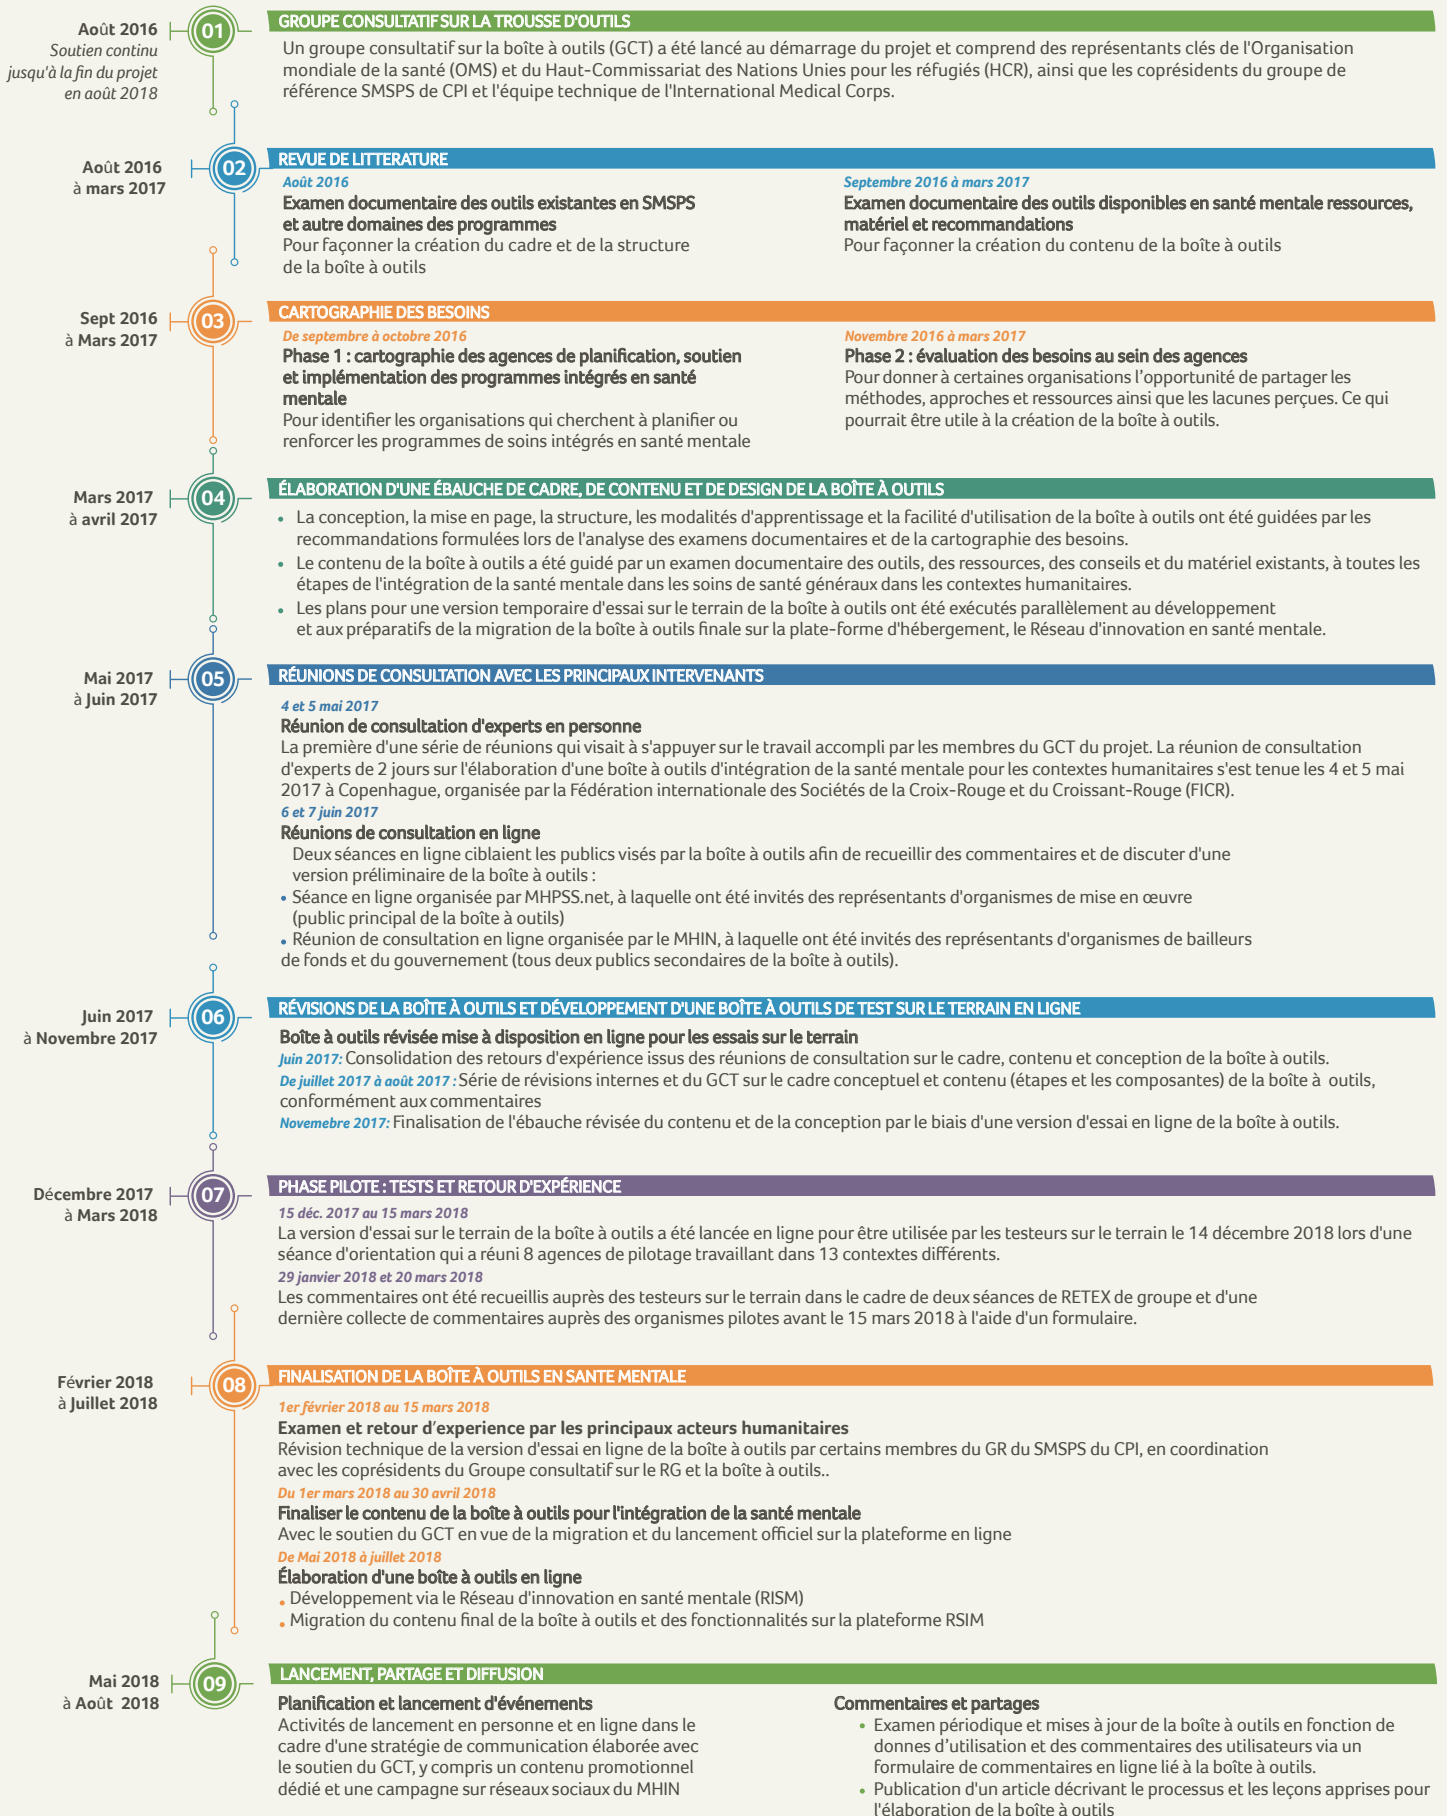 Août 2016
Soutien continu
jusqu'à la fin du projet
en août 2018
01
GROUPE CONSULTATIF SUR LA TROUSSE D'OUTILS
Un groupe consultatif sur la boîte à outils (GCT) a été lancé au démarrage du projet et comprend des représentants clés de l'Organisation
mondiale de la santé (OMS) et du Haut-Commissariat des Nations Unies pour les réfugiés (HCR), ainsi que les coprésidents du groupe de
référence SMSPS de CPI et l'équipe technique de l'International Medical Corps.
Août 2016
à mars 2017
02
REVUE DE LITTERATURE
Août 2016
Examen documentaire des outils existantes en SMSPS
et autre domaines des programmes
Pour façonner la création du cadre et de la structure
de la boîte à outils
Septembre 2016 à mars 2017
Examen documentaire des outils disponibles en santé mentale ressources,
matériel et recommandations
Pour façonner la création du contenu de la boîte à outils
Sept 2016
à Mars 2017
03
CARTOGRAPHIE DES BESOINS
De septembre à octobre 2016
Phase 1 : cartographie des agences de planification, soutien
et implémentation des programmes intégrés en santé
mentale
Pour identifier les organisations qui cherchent à planifier ou
renforcer les programmes de soins intégrés en santé mentale
Novembre 2016 à mars 2017
Phase 2 : évaluation des besoins au sein des agences
Pour donner à certaines organisations l’opportunité de partager les
méthodes, approches et ressources ainsi que les lacunes perçues. Ce qui
pourrait être utile à la création de la boîte à outils.
Mars 2017
à avril 2017
04
ÉLABORATION D'UNE ÉBAUCHE DE CADRE, DE CONTENU ET DE DESIGN DE LA BOÎTE À OUTILS
• La conception, la mise en page, la structure, les modalités d'apprentissage et la facilité d'utilisation de la boîte à outils ont été guidées par les
recommandations formulées lors de l'analyse des examens documentaires et de la cartographie des besoins.
• Le contenu de la boîte à outils a été guidé par un examen documentaire des outils, des ressources, des conseils et du matériel existants, à toutes les
étapes de l'intégration de la santé mentale dans les soins de santé généraux dans les contextes humanitaires.
• Les plans pour une version temporaire d'essai sur le terrain de la boîte à outils ont été exécutés parallèlement au développement
et aux préparatifs de la migration de la boîte à outils finale sur la plate-forme d'hébergement, le Réseau d'innovation en santé mentale.
Mai 2017
à Juin 2017
05
RÉUNIONS DE CONSULTATION AVEC LES PRINCIPAUX INTERVENANTS
4 et 5 mai 2017
Réunion de consultation d'experts en personne
La première d'une série de réunions qui visait à s'appuyer sur le travail accompli par les membres du GCT du projet. La réunion de consultation
d'experts de 2 jours sur l'élaboration d'une boîte à outils d'intégration de la santé mentale pour les contextes humanitaires s'est tenue les 4 et 5 mai
2017 à Copenhague, organisée par la Fédération internationale des Sociétés de la Croix-Rouge et du Croissant-Rouge (FICR).
6 et 7 juin 2017
Réunions de consultation en ligne
Deux séances en ligne ciblaient les publics visés par la boîte à outils afin de recueillir des commentaires et de discuter d'une
version préliminaire de la boîte à outils :
• Séance en ligne organisée par MHPSS.net, à laquelle ont été invités des représentants d'organismes de mise en œuvre
(public principal de la boîte à outils)
• Réunion de consultation en ligne organisée par le MHIN, à laquelle ont été invités des représentants d'organismes de bailleurs
de fonds et du gouvernement (tous deux publics secondaires de la boîte à outils).
Juin 2017
à Novembre 2017
06
RÉVISIONS DE LA BOÎTE À OUTILS ET DÉVELOPPEMENT D'UNE BOÎTE À OUTILS DE TEST SUR LE TERRAIN EN LIGNE
Boîte à outils révisée mise à disposition en ligne pour les essais sur le terrain
Juin 2017: Consolidation des retours d'expérience issus des réunions de consultation sur le cadre, contenu et conception de la boîte à outils.
De juillet 2017 à août 2017 : Série de révisions internes et du GCT sur le cadre conceptuel et contenu (étapes et les composantes) de la boîte à outils,
conformément aux commentaires
Novemebre 2017: Finalisation de l'ébauche révisée du contenu et de la conception par le biais d'une version d'essai en ligne de la boîte à outils.
Décembre 2017
à Mars 2018
07
PHASE PILOTE : TESTS ET RETOUR D'EXPÉRIENCE
15 déc. 2017 au 15 mars 2018
La version d'essai sur le terrain de la boîte à outils a été lancée en ligne pour être utilisée par les testeurs sur le terrain le 14 décembre 2018 lors d'une
séance d'orientation qui a réuni 8 agences de pilotage travaillant dans 13 contextes différents.
29 janvier 2018 et 20 mars 2018
Les commentaires ont été recueillis auprès des testeurs sur le terrain dans le cadre de deux séances de RETEX de groupe et d'une
dernière collecte de commentaires auprès des organismes pilotes avant le 15 mars 2018 à l'aide d'un formulaire.
Février 2018
à Juillet 2018
08
FINALISATION DE LA BOÎTE À OUTILS EN SANTE MENTALE
1er février 2018 au 15 mars 2018
Examen et retour d’experience par les principaux acteurs humanitaires
Révision technique de la version d'essai en ligne de la boîte à outils par certains membres du GR du SMSPS du CPI, en coordination
avec les coprésidents du Groupe consultatif sur le RG et la boîte à outils..
Du 1er mars 2018 au 30 avril 2018
Finaliser le contenu de la boîte à outils pour l'intégration de la santé mentale
Avec le soutien du GCT en vue de la migration et du lancement officiel sur la plateforme en ligne
De Mai 2018 à juillet 2018
Élaboration d'une boîte à outils en ligne
• Développement via le Réseau d'innovation en santé mentale (RISM)
• Migration du contenu final de la boîte à outils et des fonctionnalités sur la plateforme RSIM
Mai 2018
à Août 2018
09
LANCEMENT, PARTAGE ET DIFFUSION
Planification et lancement d'événements
Activités de lancement en personne et en ligne dans le
cadre d'une stratégie de communication élaborée avec
le soutien du GCT, y compris un contenu promotionnel
dédié et une campagne sur réseaux sociaux du MHIN
Commentaires et partages
• Examen périodique et mises à jour de la boîte à outils en fonction de
donnes d’utilisation et des commentaires des utilisateurs via un
formulaire de commentaires en ligne lié à la boîte à outils.
• Publication d'un article décrivant le processus et les leçons apprises pour
l'élaboration de la boîte à outils